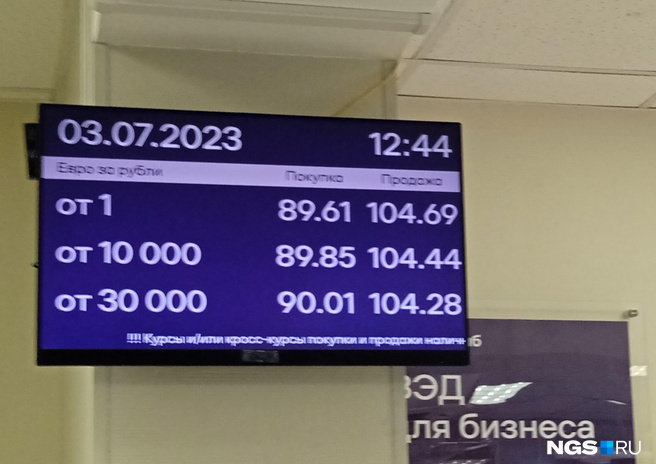 03.07.2023 12:44
Евро за рубли Покупка Продажа
от 1 89.61 104.69
от 10 000 89.85 104.44
от 30 000 90.01 104.28
!!! Курсы и/или кросс-курсы покупки и продажи наличн
ВЭД
для бизнеса
NGS RU